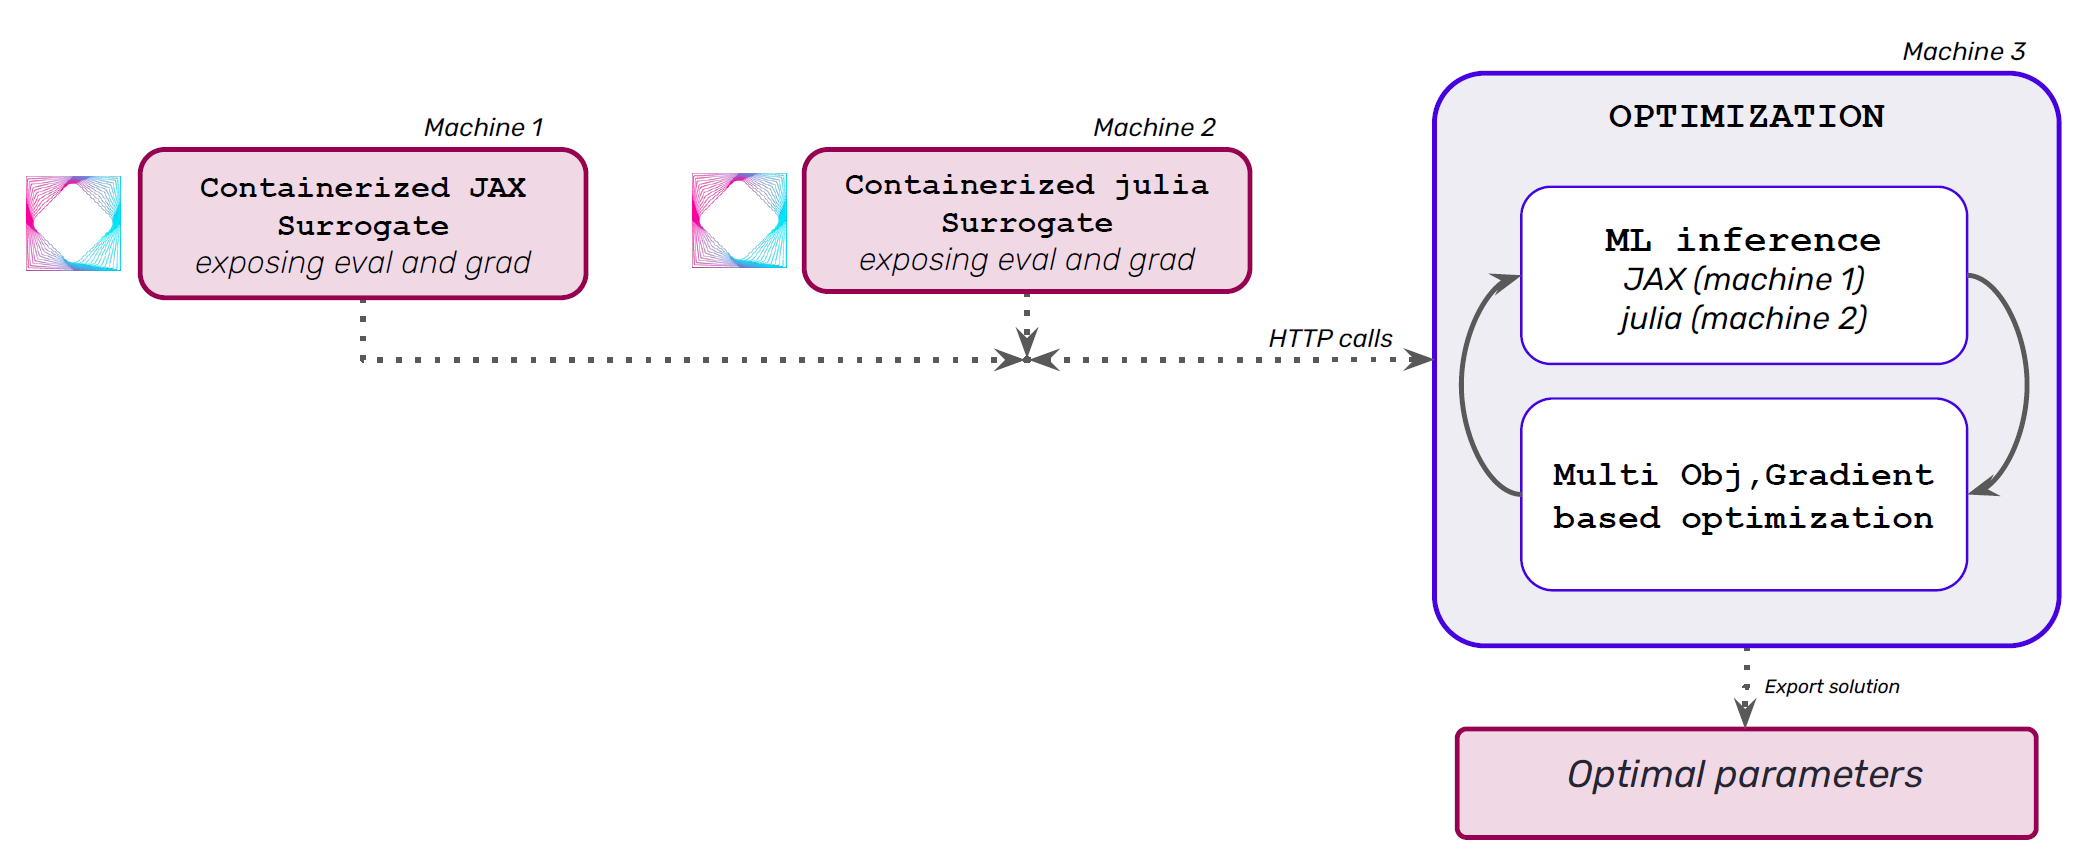 Machine 1
Containerized JAX
Surrogate
exposing eval and grad
Machine 2
Containerized julia
Surrogate
exposing eval and grad
HTTP calls
Machine 3
OPTIMIZATION
ML inference
JAX (machine 1)
julia (machine 2)
Multi Obj,Gradient
based optimization
Export solution
Optimal parameters